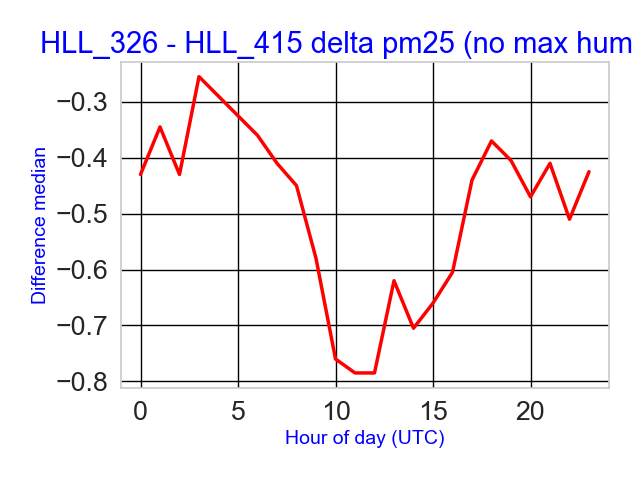 HLL_326 - HLL_415 delta pm25 (no max hum
−0.3
−0.4
−0.5
−0.6
−0.7
−0.8
Difference median
0 5 10 15 20
Hour of day (UTC)